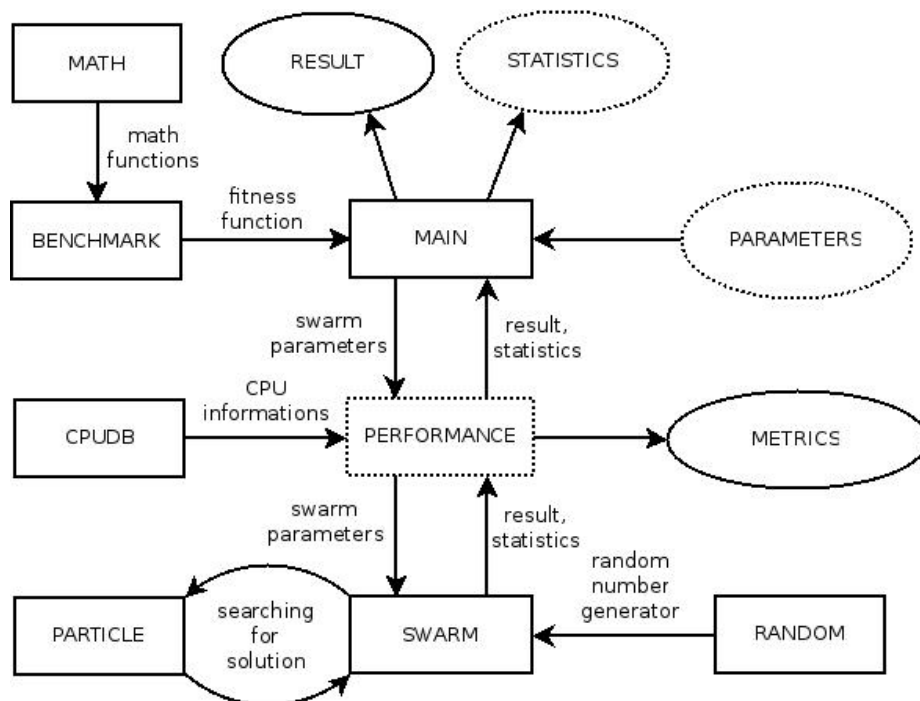 MATH
RESULT
STATISTICS
math
functions
BENCHMARK
fitness
function
MAIN
PARAMETERS
swarm
parameters
result,
statistics
CPUDB
CPU
informations
PERFORMANCE
METRICS
swarm
parameters
result,
statistics
PARTICLE
searching
for
solution
SWARM
random
number
generator
RANDOM